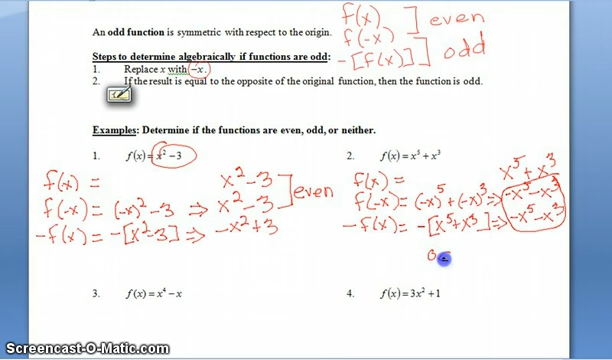 An odd function is symmetric with respect to the origin.
f(x) ] even
f(-x)
-[f(x)] ] odd
Steps to determine algebraically if functions are odd:
1. Replace x with -x.
2. If the result is equal to the opposite of the original function, then the function is odd.
Examples: Determine if the functions are even, odd, or neither.
1. f(x) = x² − 3
f(x) = x² - 3
f(-x) = (-x)² - 3 ⇒ x² - 3 ] even
-f(x) = -[x² - 3] ⇒ -x² + 3
2. f(x) = x⁵ + x³
f(x) = x⁵ + x³
f(-x) = (-x)⁵ + (-x)³ ⇒ -x⁵ - x³
-f(x) = -[x⁵ + x³] ⇒ -x⁵ - x³
3. f(x) = x⁴ − x
4. f(x) = 3x² + 1
Screencast-O-Matic.com